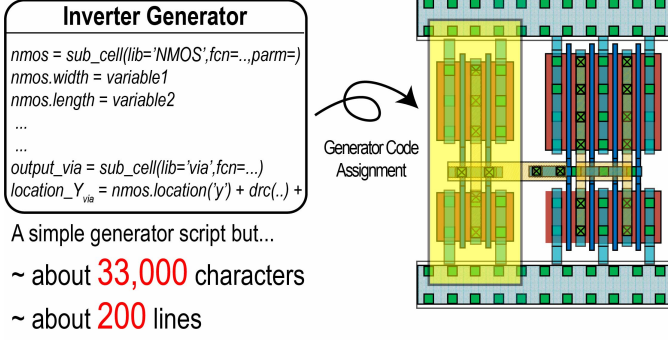 Inverter Generator
nmos = sub_cell(lib='NMOS',fcn=..,parm=)
nmos.width = variable1
nmos.length = variable2
...
...
output_via = sub_cell(lib='via',fcn=...)
location_Y_via = nmos.location('y') + drc(..) +
Generator Code
Assignment
A simple generator script but...
~ about 33,000 characters
~ about 200 lines